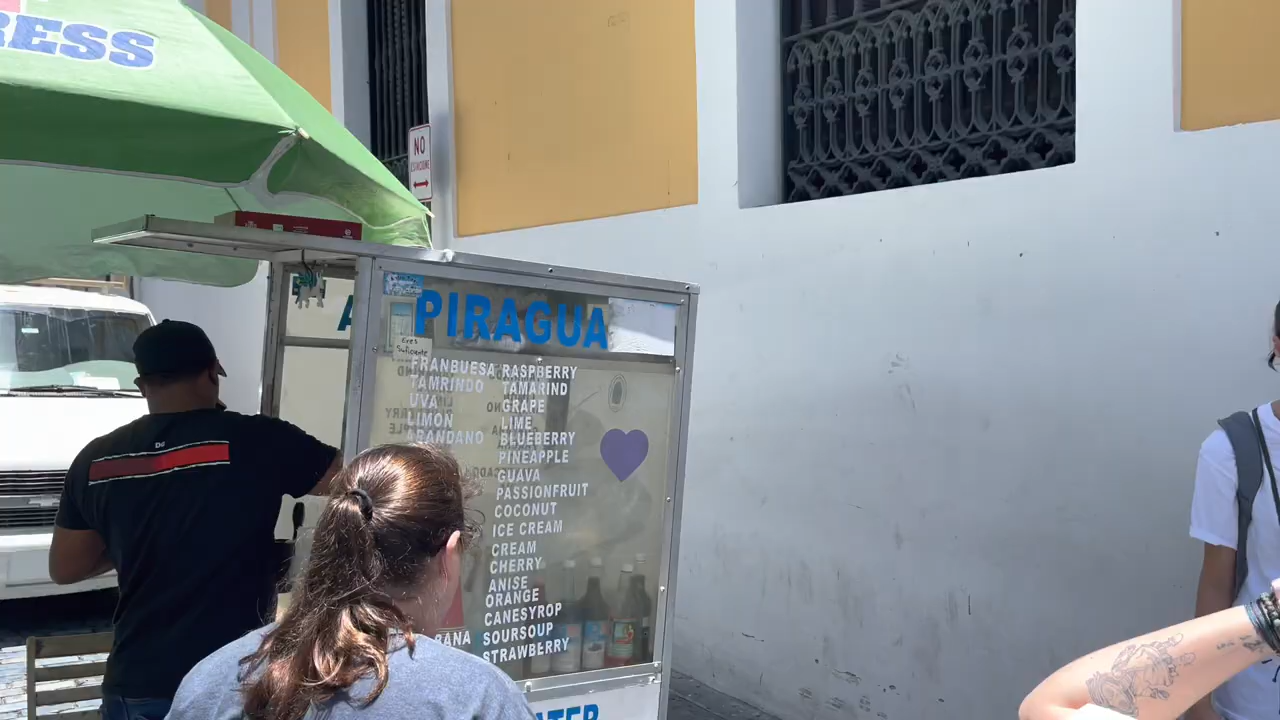 RESS
NO
PIRAGUA
Eres
Suficiente
FRANBUESA RASPBERRY
TAMRINDO TAMARIND
UVA GRAPE
LIMON LIME
ARANDANO BLUEBERRY
PINEAPPLE
GUAVA
PASSIONFRUIT
COCONUT
ICE CREAM
CREAM
CHERRY
ANISE
ORANGE
CANESYROP
BANA SOURSOUP
STRAWBERRY